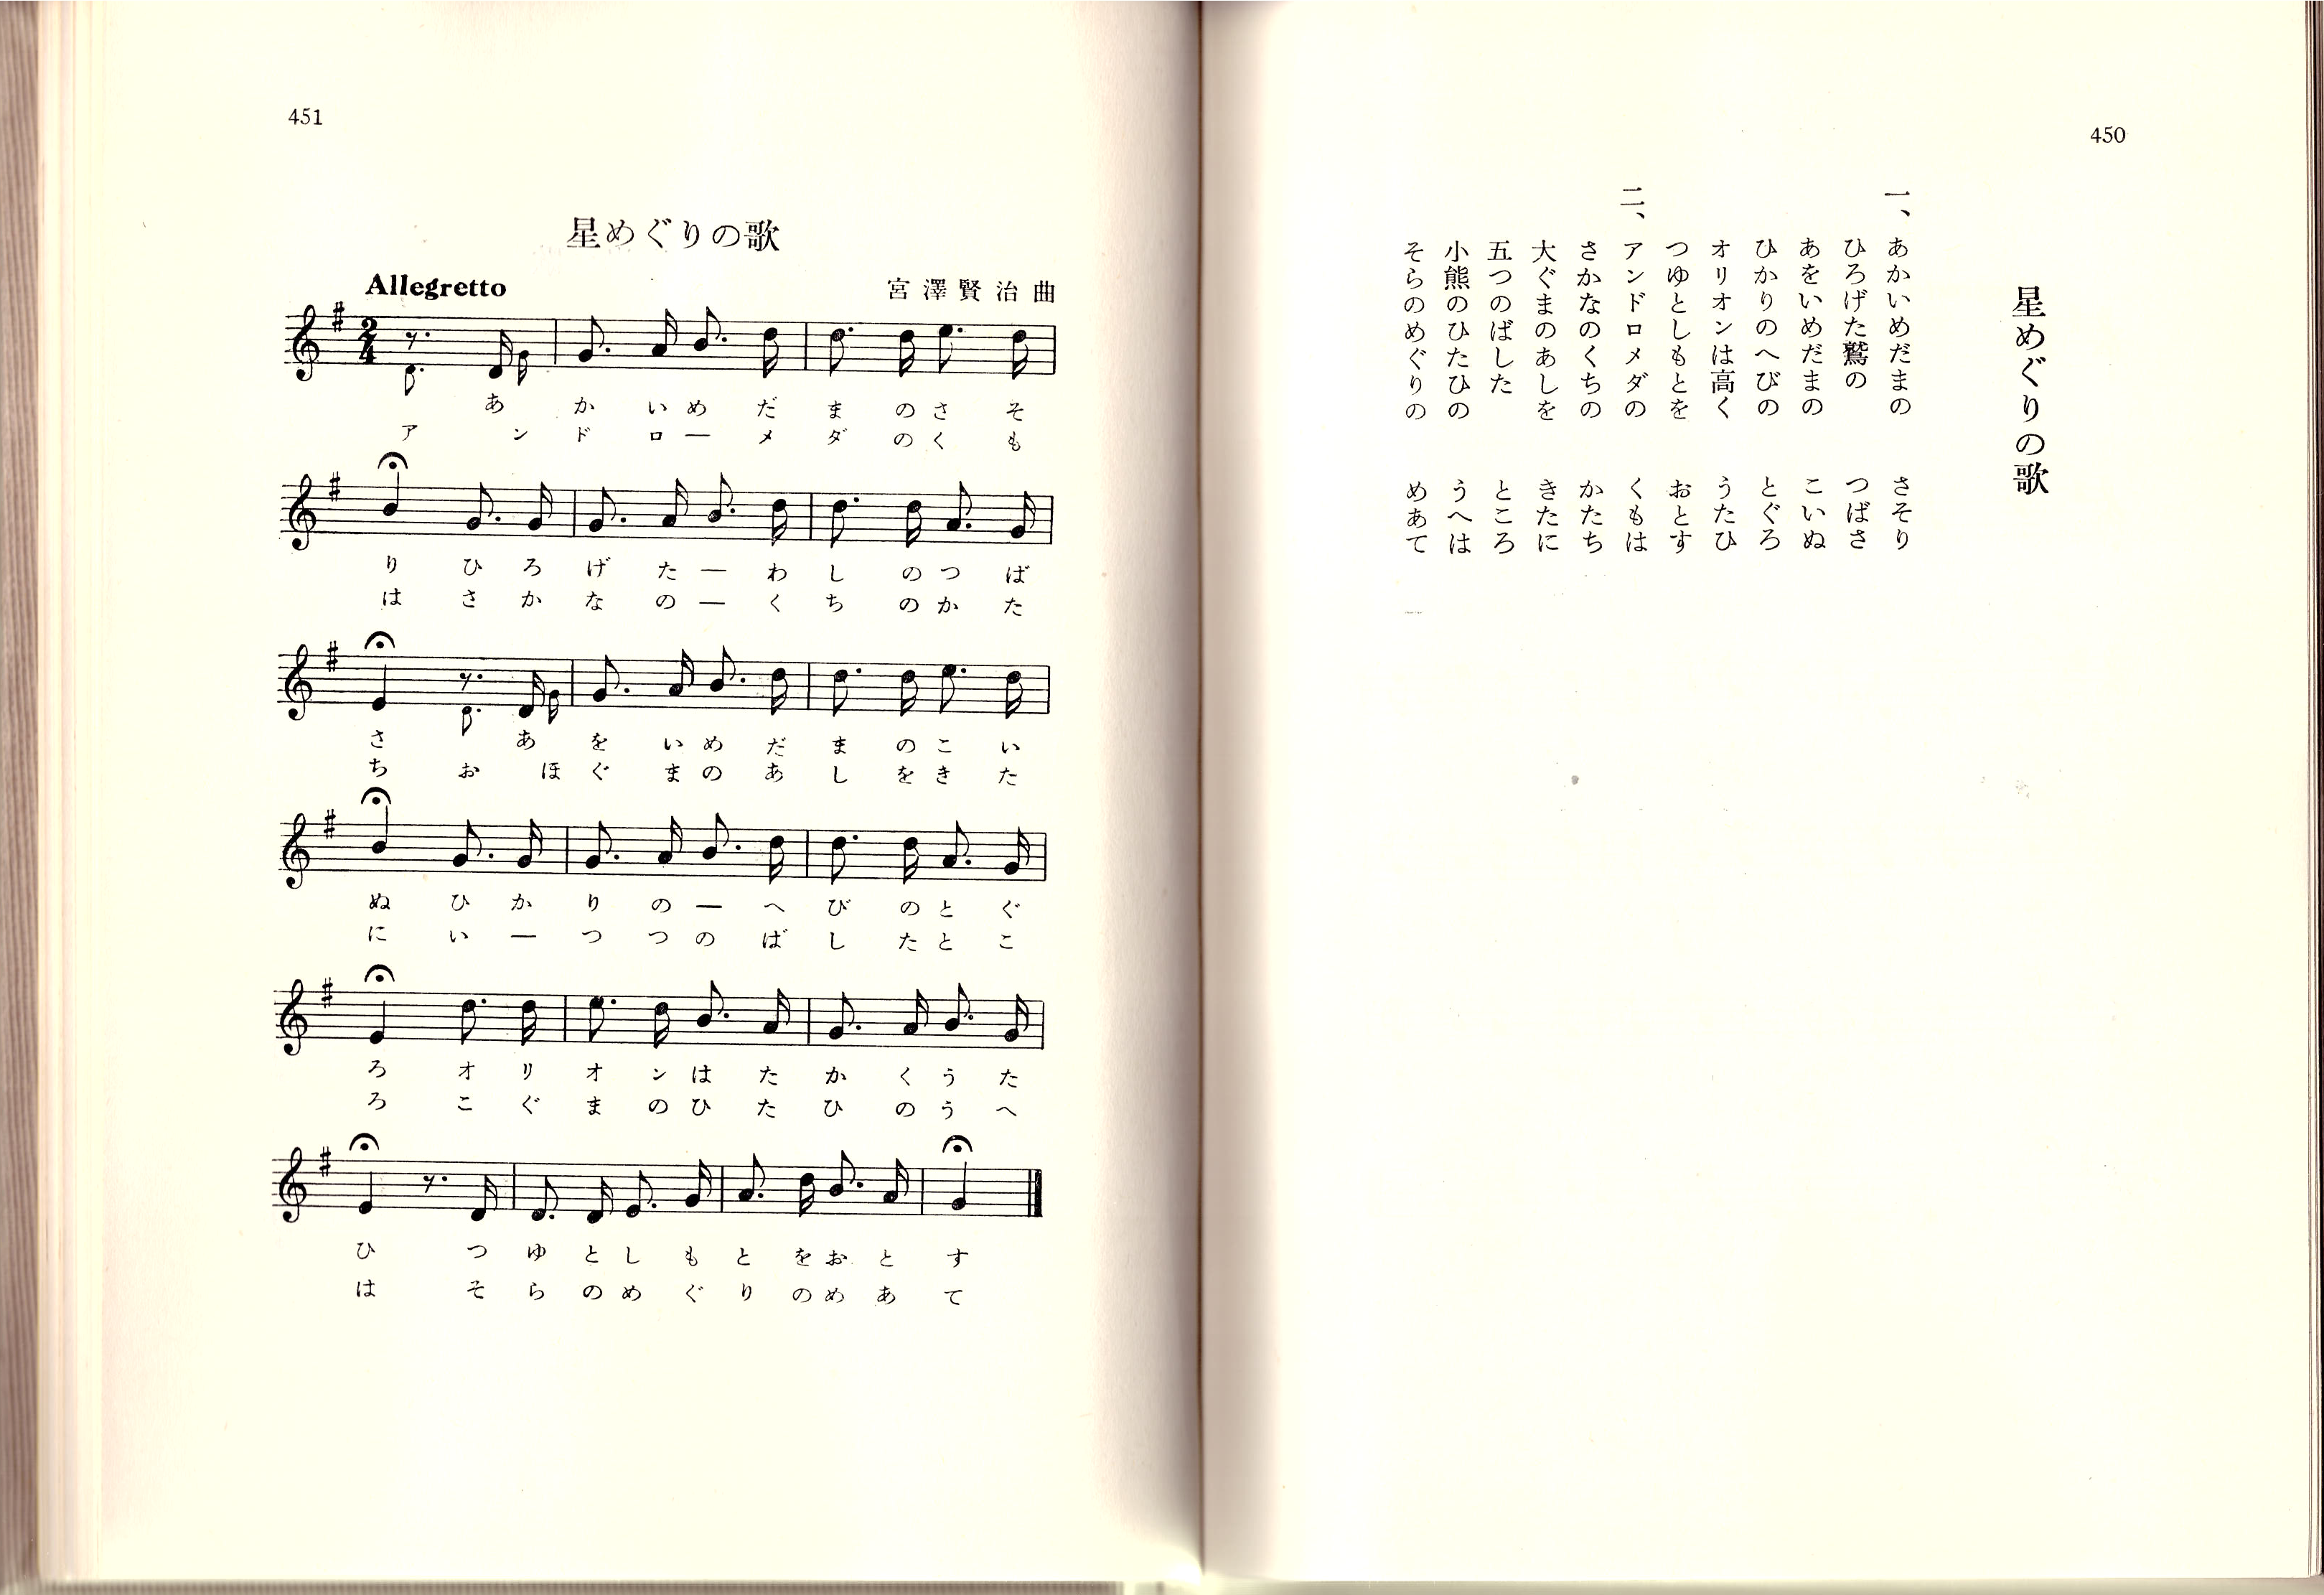 450
星めぐりの歌
一、あかいめだまの　さそり
ひろげた鷲の　つばさ
あをいめだまの　こいぬ
ひかりのへびの　とぐろ
オリオンは高く　うたひ
つゆとしもとを　おとす
二、アンドロメダの　くもは
さかなのくちの　かたち
大ぐまのあしを　きたに
五つのばした　ところ
小熊のひたひの　うへは
そらのめぐりの　めあて
451
星めぐりの歌
Allegretto
宮澤賢治曲
2/4
あ か い め だ ま の さ そ
ア ン ド ロ ー メ ダ の く も
り ひ ろ げ た ー わ し の つ ば
は さ か な の ー く ち の か た
さ あ を い め だ ま の こ い
ち お ほ ぐ ま の あ し を き た
ぬ ひ か り の ー へ び の と ぐ
に い ー つ つ の ば し た と こ
ろ オ リ オ ン は た か く う た
ろ こ ぐ ま の ひ た ひ の う へ
ひ つ ゆ と し も と を お と す
は そ ら の め ぐ り の め あ て